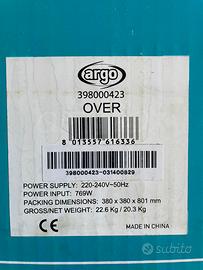 argo
398000423
OVER
8 013557 616336
398000423-031400829
POWER SUPPLY: 220-240V~50Hz
POWER INPUT: 769W
PACKING DIMENSIONS: 380 x 380 x 801 mm
GROSS/NET WEIGHT: 22.6 Kg / 20.3 Kg
CE
MADE IN CHINA
subito